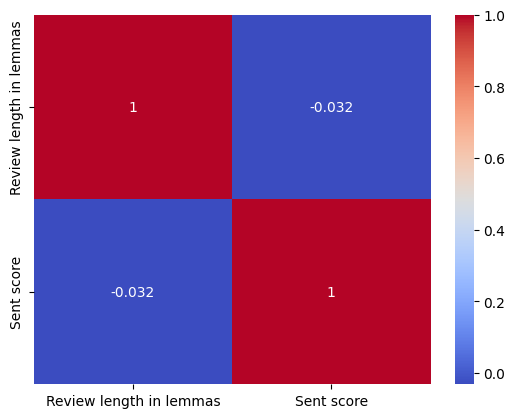 Review length in lemmas
1
-0.032
Sent score
-0.032
1
Review length in lemmas
Sent score
1.0
0.8
0.6
0.4
0.2
0.0